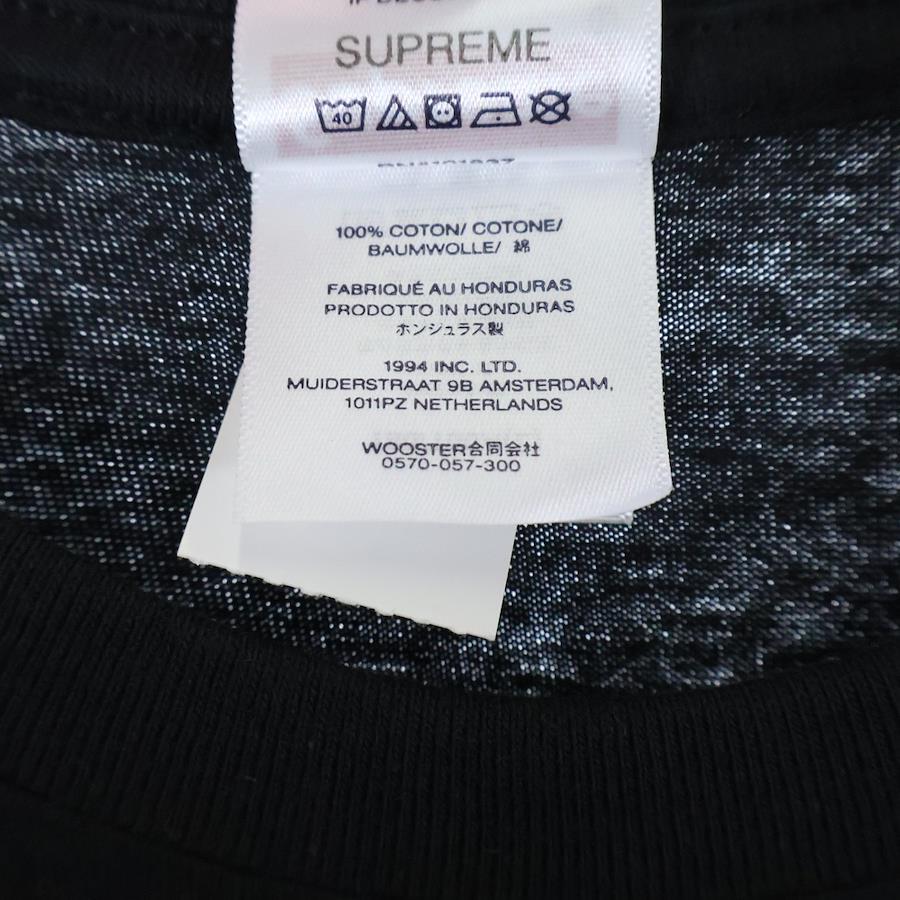 SUPREME
40
100% COTON/ COTONE/
BAUMWOLLE/ 綿
FABRIQUÉ AU HONDURAS
PRODOTTO IN HONDURAS
ホンジュラス製
1994 INC. LTD.
MUIDERSTRAAT 9B AMSTERDAM,
1011PZ NETHERLANDS
WOOSTER合同会社
0570-057-300